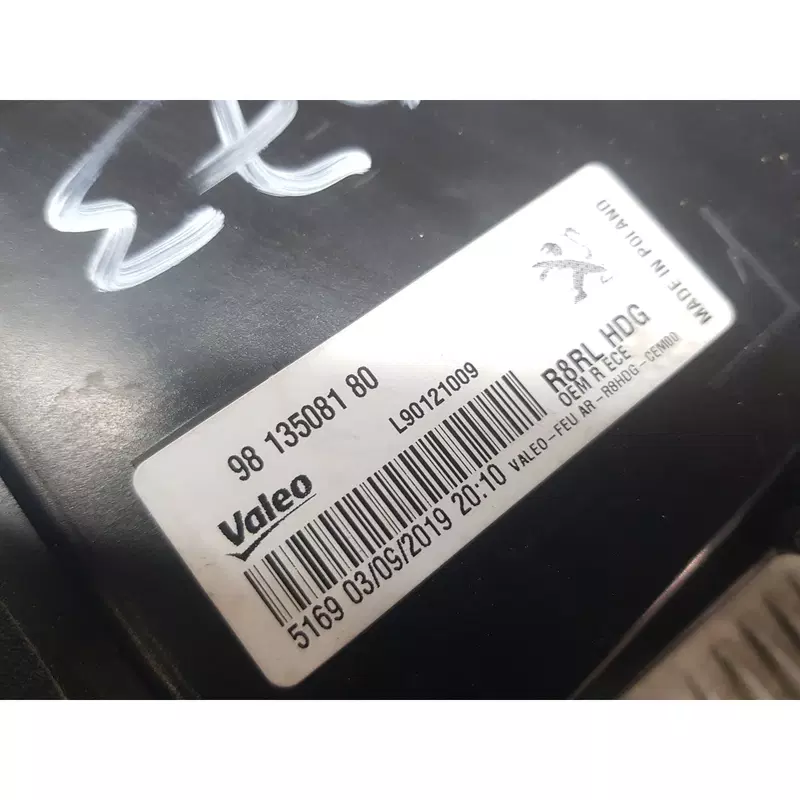 98 135081 80
L90121009
Valeo
5169 03/09/2019 20:10
R8RL HDG
OEM R ECE
VALEO-FEU AR-R8HDG-CEM00
MADE IN POLAND